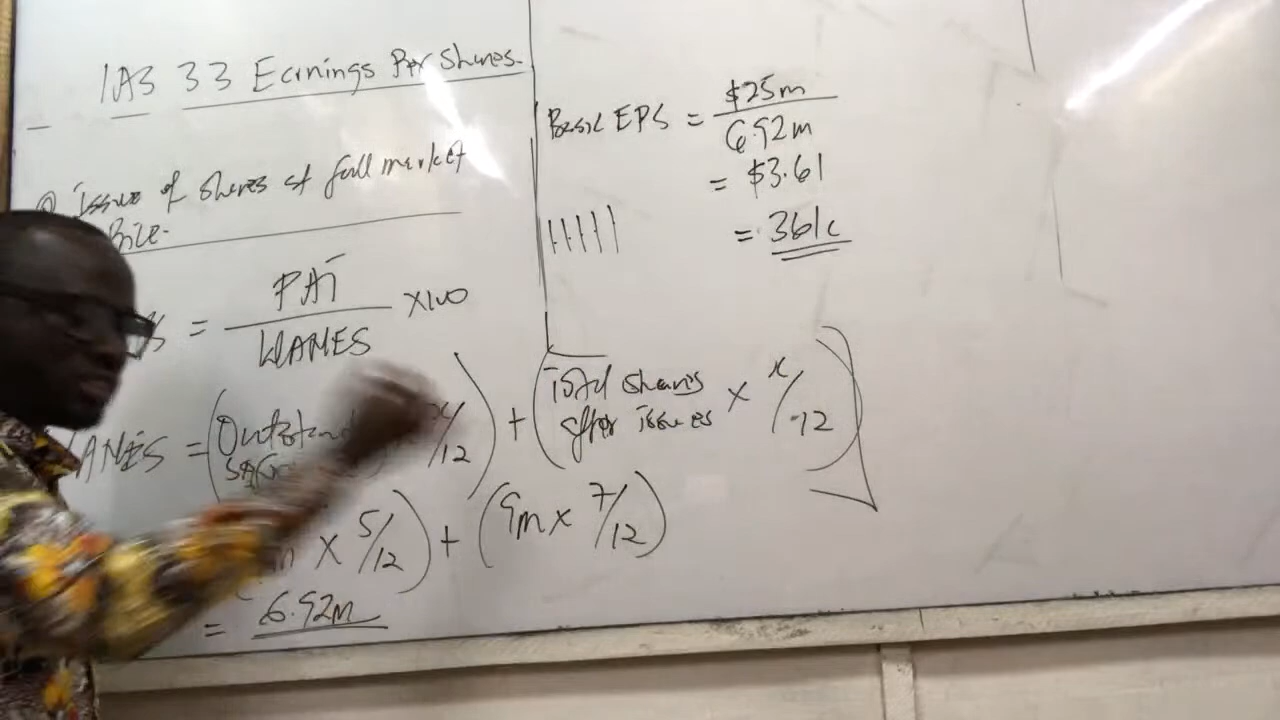 IAS 33 Earnings Per Shares.
issue of shares at full market
Price.
= PAT
WANES
X100
= (Outstand /12) + (Total shares
after issues × x/12)
× 5/12) + (9m × 7/12)
= 6.92m
Basic EPS = $25m
6.92m
= $3.61
= 361c